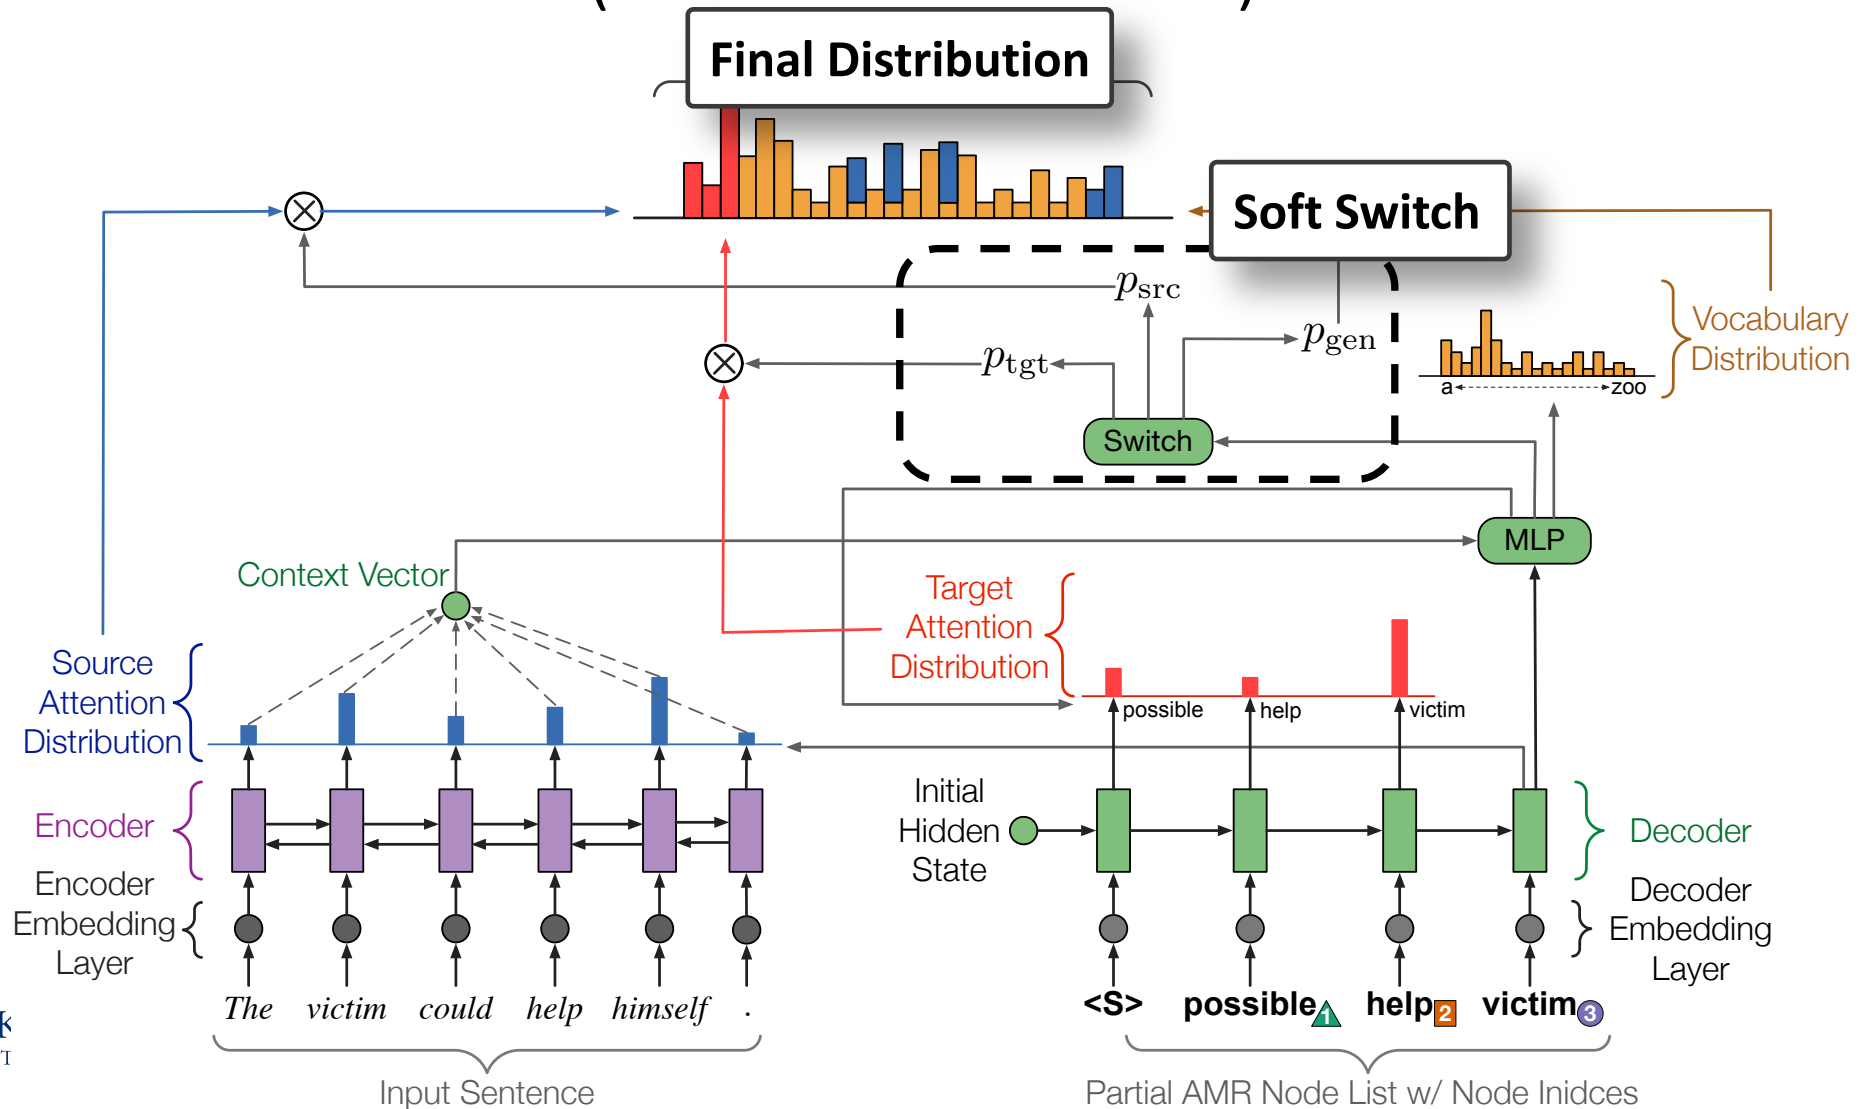 Final Distribution
Soft Switch
p_src
p_gen
p_tgt
Switch
Vocabulary
Distribution
a
zoo
MLP
Context Vector
Target
Attention
Distribution
possible
help
victim
Source
Attention
Distribution
Encoder
Initial
Hidden
State
Decoder
Encoder
Embedding
Layer
Decoder
Embedding
Layer
The victim could help himself .
<S> possible 1 help 2 victim 3
Input Sentence
Partial AMR Node List w/ Node Inidces